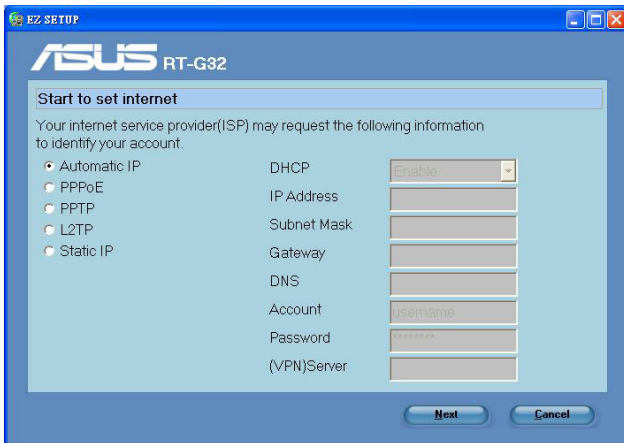 EZ SETUP
ASUS RT-G32
Start to set internet
Your internet service provider(ISP) may request the following information
to identify your account.
Automatic IP
PPPoE
PPTP
L2TP
Static IP
DHCP Enable
IP Address
Subnet Mask
Gateway
DNS
Account username
Password ********
(VPN)Server
Next Cancel